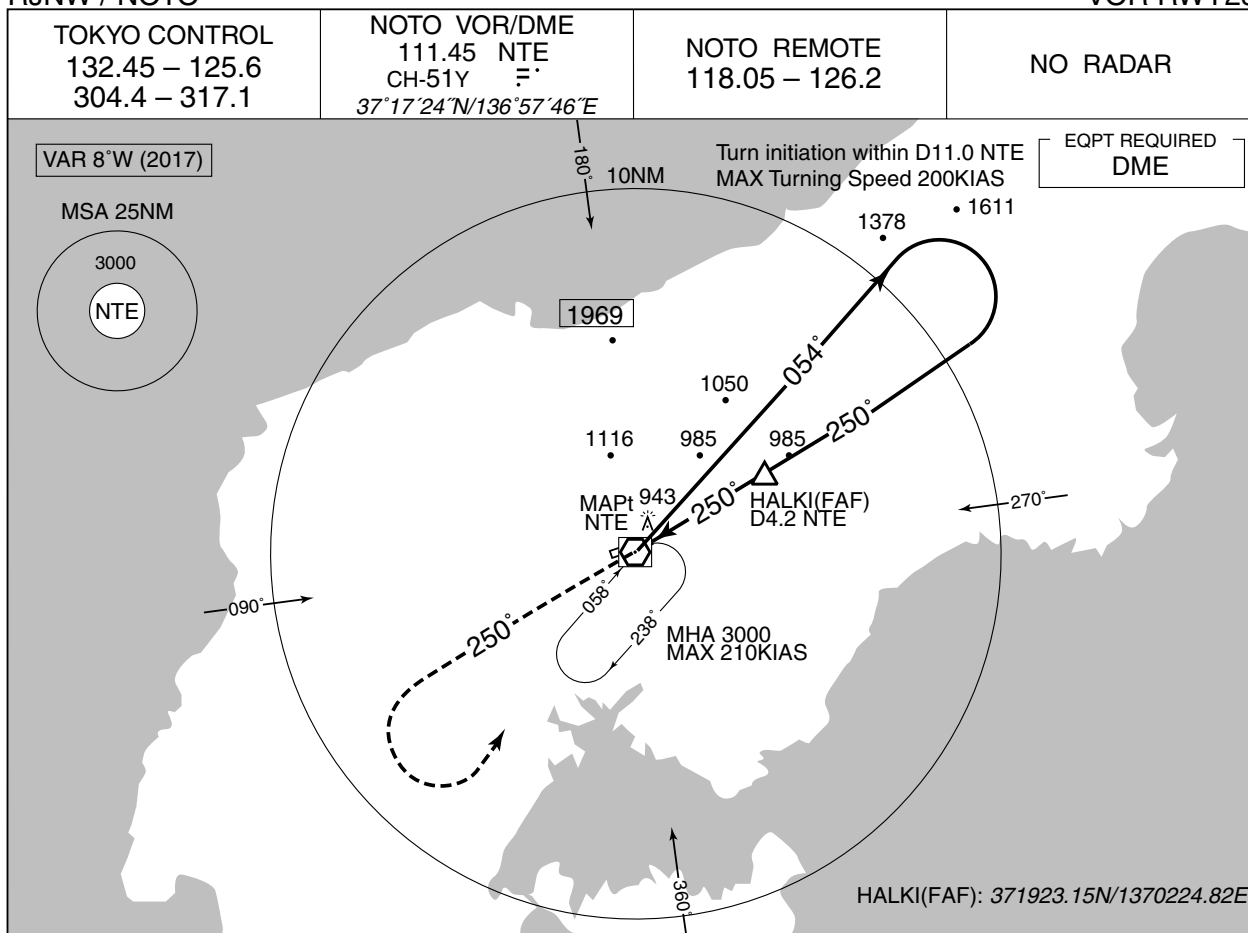 TOKYO CONTROL
132.45 – 125.6
304.4 – 317.1
NOTO VOR/DME
111.45 NTE
CH-51Y
37°17´24˝N/136°57´46˝E
NOTO REMOTE
118.05 – 126.2
NO RADAR
VAR 8°W (2017)
180°
10NM
Turn initiation within D11.0 NTE
MAX Turning Speed 200KIAS
EQPT REQUIRED
DME
MSA 25NM
3000
NTE
1378
1611
1969
054°
1050
250°
1116
985
985
MAPt
NTE
943
250°
HALKI(FAF)
D4.2 NTE
270°
090°
058°
238°
250°
MHA 3000
MAX 210KIAS
360°
HALKI(FAF): 371923.15N/1370224.82E